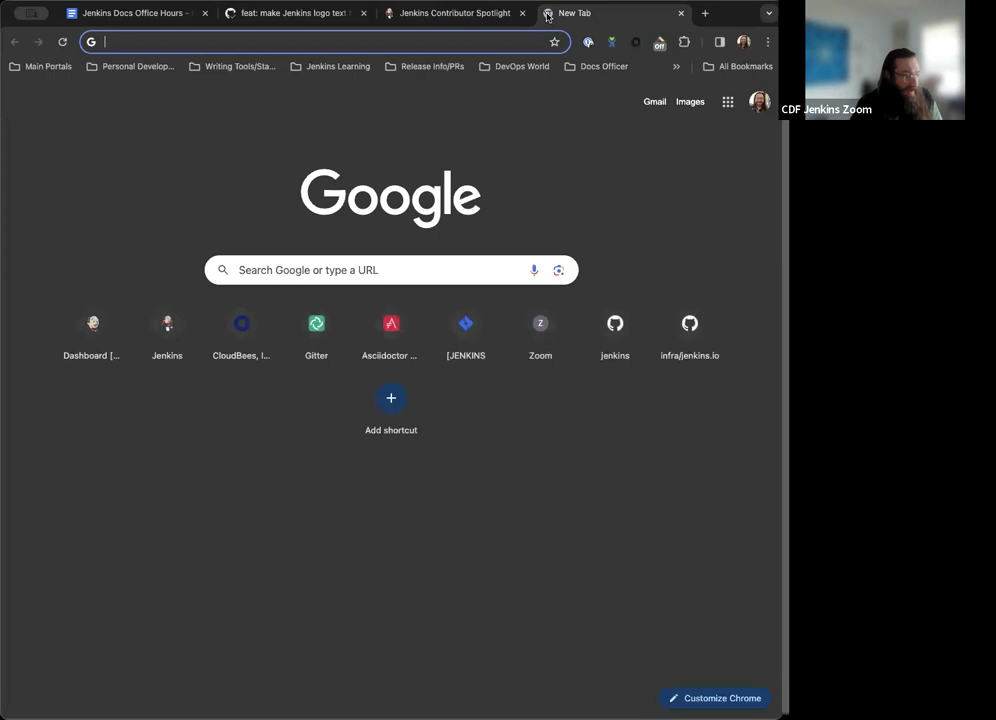 Jenkins Docs Office Hours -
feat: make Jenkins logo text
Jenkins Contributor Spotlight
New Tab
Off
Main Portals
Personal Develop...
Writing Tools/Sta...
Jenkins Learning
Release Info/PRs
DevOps World
Docs Officer
»
All Bookmarks
Gmail
Images
CDF Jenkins Zoom
Google
Search Google or type a URL
Dashboard [...
Jenkins
CloudBees, I...
Gitter
Asciidoctor ...
[JENKINS
Z
Zoom
jenkins
infra/jenkins.io
Add shortcut
Customize Chrome